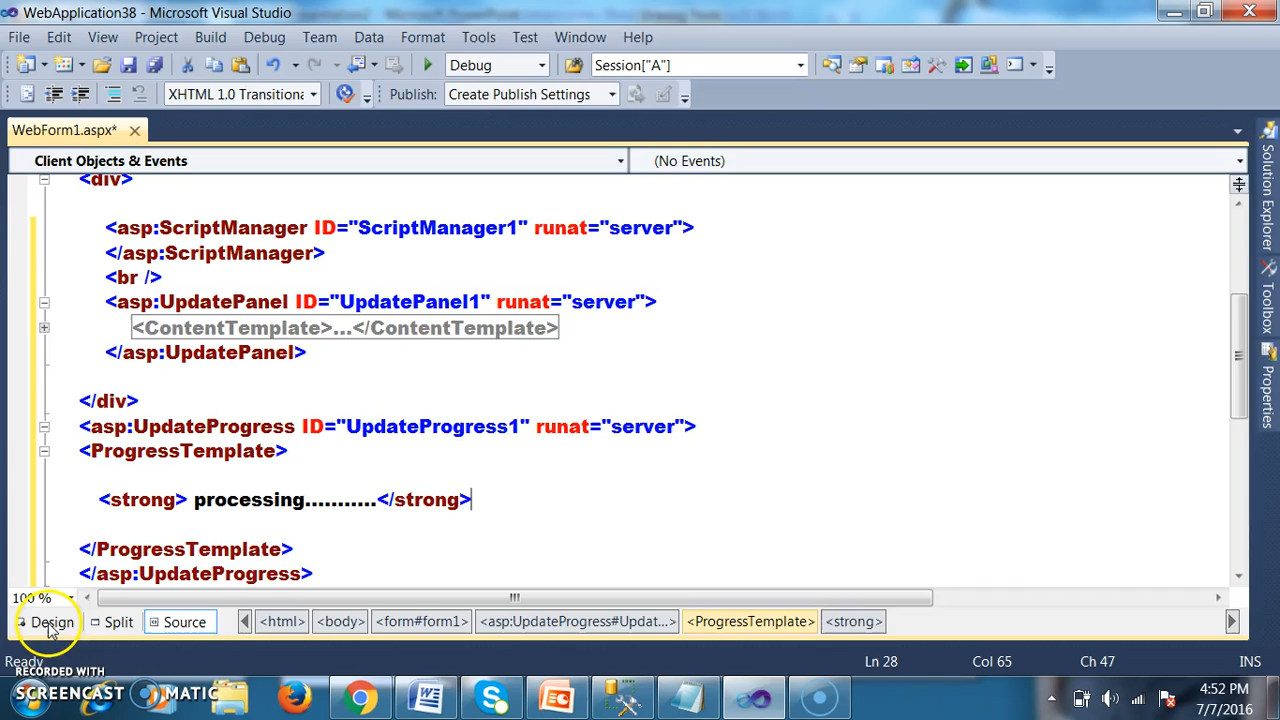 WebApplication38 - Microsoft Visual Studio
File Edit View Project Build Debug Team Data Format Tools Test Window Help
Debug Session["A"]
XHTML 1.0 Transitiona Publish: Create Publish Settings
WebForm1.aspx*
Client Objects & Events (No Events)
<div>
<asp:ScriptManager ID="ScriptManager1" runat="server">
</asp:ScriptManager>
<br />
<asp:UpdatePanel ID="UpdatePanel1" runat="server">
<ContentTemplate>...</ContentTemplate>
</asp:UpdatePanel>
</div>
<asp:UpdateProgress ID="UpdateProgress1" runat="server">
<ProgressTemplate>
<strong> processing...........</strong>
</ProgressTemplate>
</asp:UpdateProgress>
100 %
Design Split Source <html> <body> <form#form1> <asp:UpdateProgress#Updat...> <ProgressTemplate> <strong>
Ready Ln 28 Col 65 Ch 47 INS
RECORDED WITH
SCREENCAST MATIC
4:52 PM
7/7/2016
Solution Explorer
Toolbox
Properties